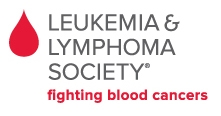 LEUKEMIA &
LYMPHOMA
SOCIETY®
fighting blood cancers